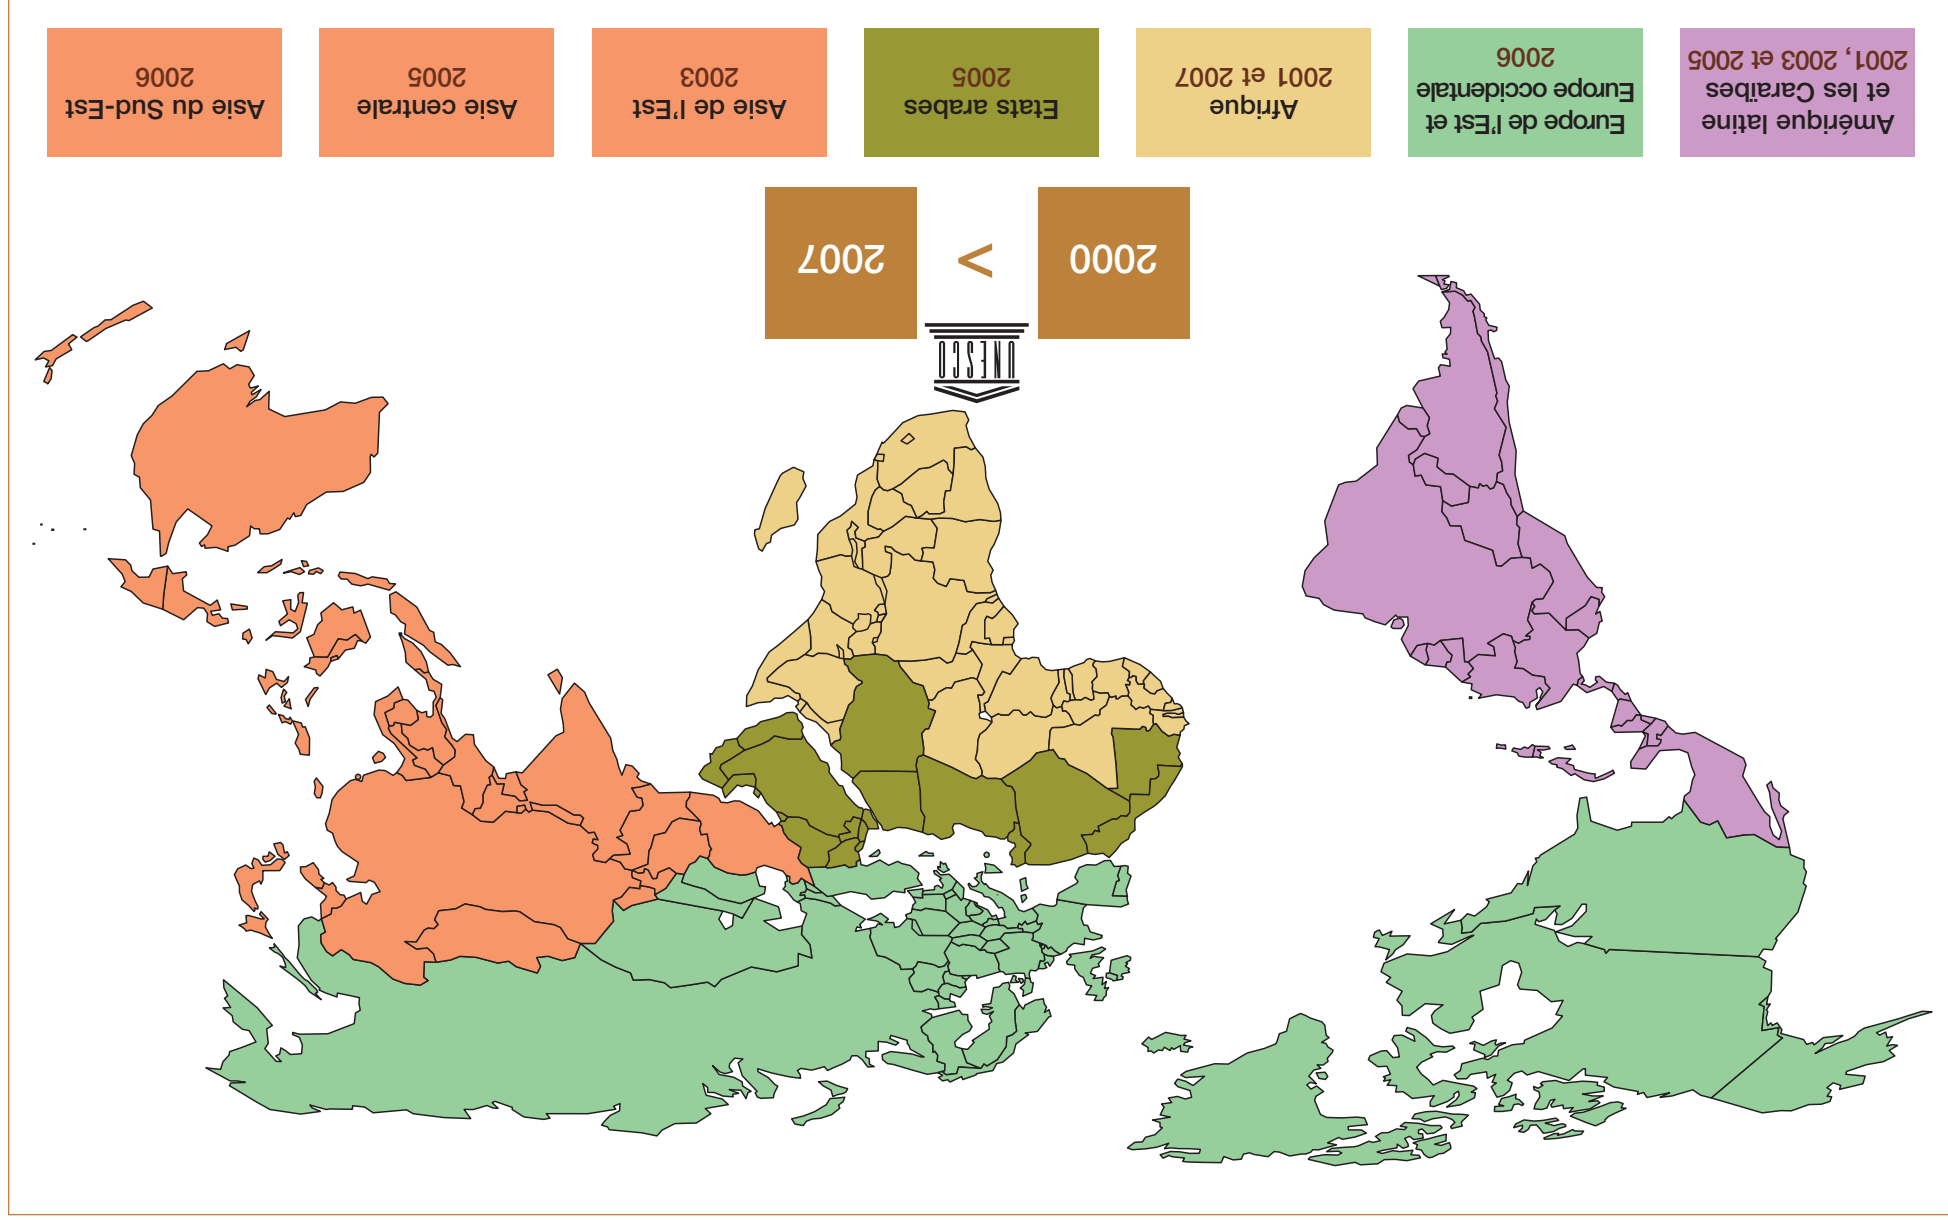 UNESCO
2000 > 2007
Amérique latine
et les Caraïbes
2001, 2003 et 2005
Europe de l'Est et
Europe occidentale
2006
Afrique
2001 et 2007
Etats arabes
2005
Asie de l'Est
2003
Asie centrale
2005
Asie du Sud-Est
2006